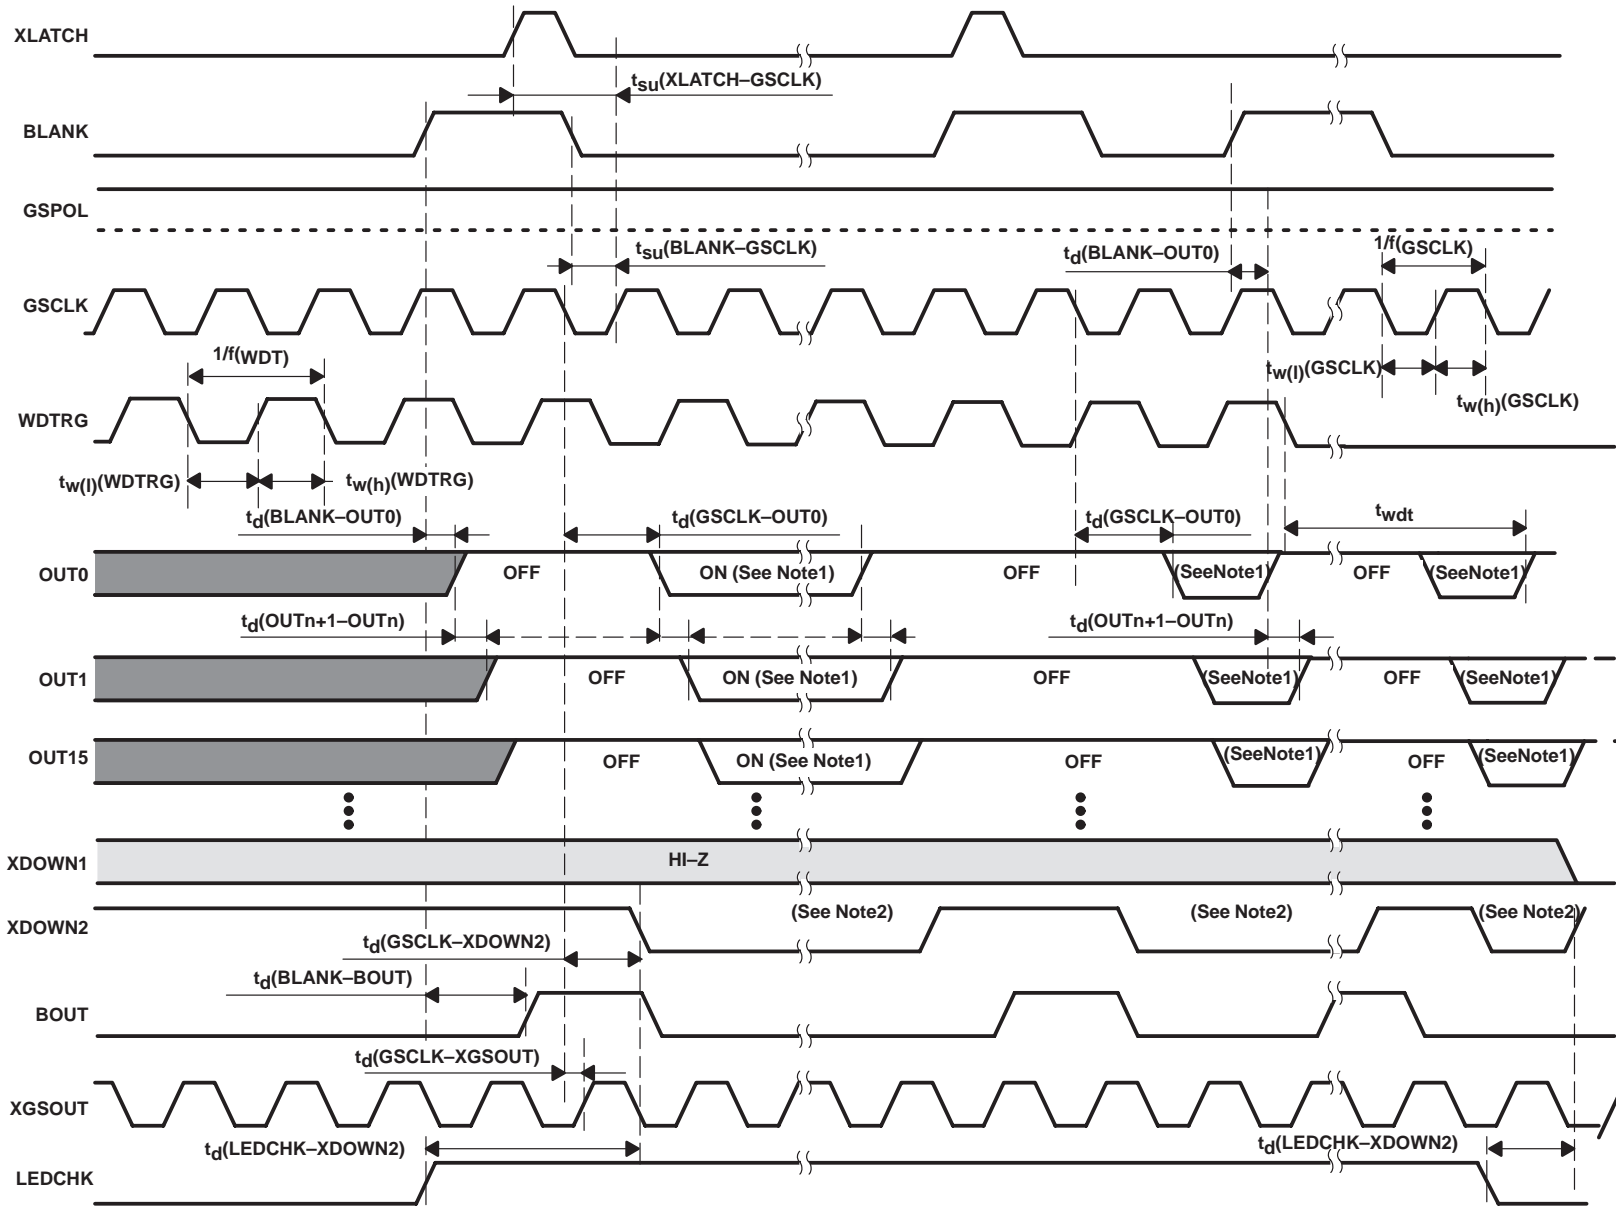 XLATCH
tsu(XLATCH–GSCLK)
BLANK
GSPOL
tsu(BLANK–GSCLK)
td(BLANK–OUT0)
1/f(GSCLK)
GSCLK
1/f(WDT)
tw(l)(GSCLK)
tw(h)(GSCLK)
WDTRG
tw(l)(WDTRG)
tw(h)(WDTRG)
td(BLANK–OUT0)
td(GSCLK–OUT0)
td(GSCLK–OUT0)
twdt
OUT0
OFF
ON (See Note1)
OFF
(SeeNote1)
OFF
(SeeNote1)
td(OUTn+1–OUTn)
td(OUTn+1–OUTn)
OUT1
OFF
ON (See Note1)
OFF
(SeeNote1)
OFF
(SeeNote1)
OUT15
OFF
ON (See Note1)
OFF
(SeeNote1)
OFF
(SeeNote1)
XDOWN1
HI–Z
XDOWN2
(See Note2)
(See Note2)
(See Note2)
td(GSCLK–XDOWN2)
td(BLANK–BOUT)
BOUT
td(GSCLK–XGSOUT)
XGSOUT
td(LEDCHK–XDOWN2)
td(LEDCHK–XDOWN2)
LEDCHK